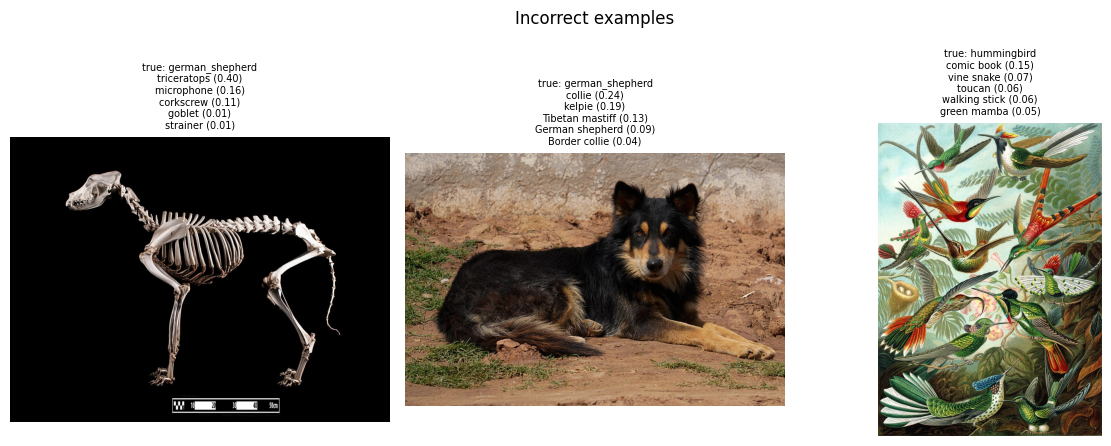 Incorrect examples
true: german_shepherd
triceratops (0.40)
microphone (0.16)
corkscrew (0.11)
goblet (0.01)
strainer (0.01)
true: german_shepherd
collie (0.24)
kelpie (0.19)
Tibetan mastiff (0.13)
German shepherd (0.09)
Border collie (0.04)
true: hummingbird
comic book (0.15)
vine snake (0.07)
toucan (0.06)
walking stick (0.06)
green mamba (0.05)